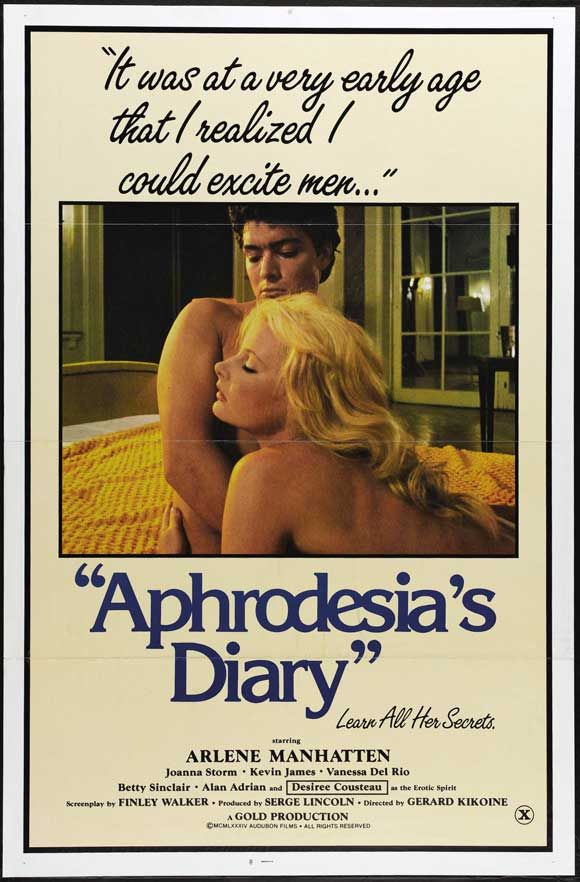 "It was at a very early age
that I realized I
could excite men..."
"Aphrodesia's
Diary"
Learn All Her Secrets.
starring
ARLENE MANHATTEN
Joanna Storm • Kevin James • Vanessa Del Rio
Betty Sinclair • Alan Adrian and Desiree Cousteau as the Erotic Spirit
Screenplay by FINLEY WALKER • Produced by SERGE LINCOLN • Directed by GERARD KIKOINE
A GOLD PRODUCTION
©MCMLXXXIV AUDUBON FILMS • ALL RIGHTS RESERVED
X